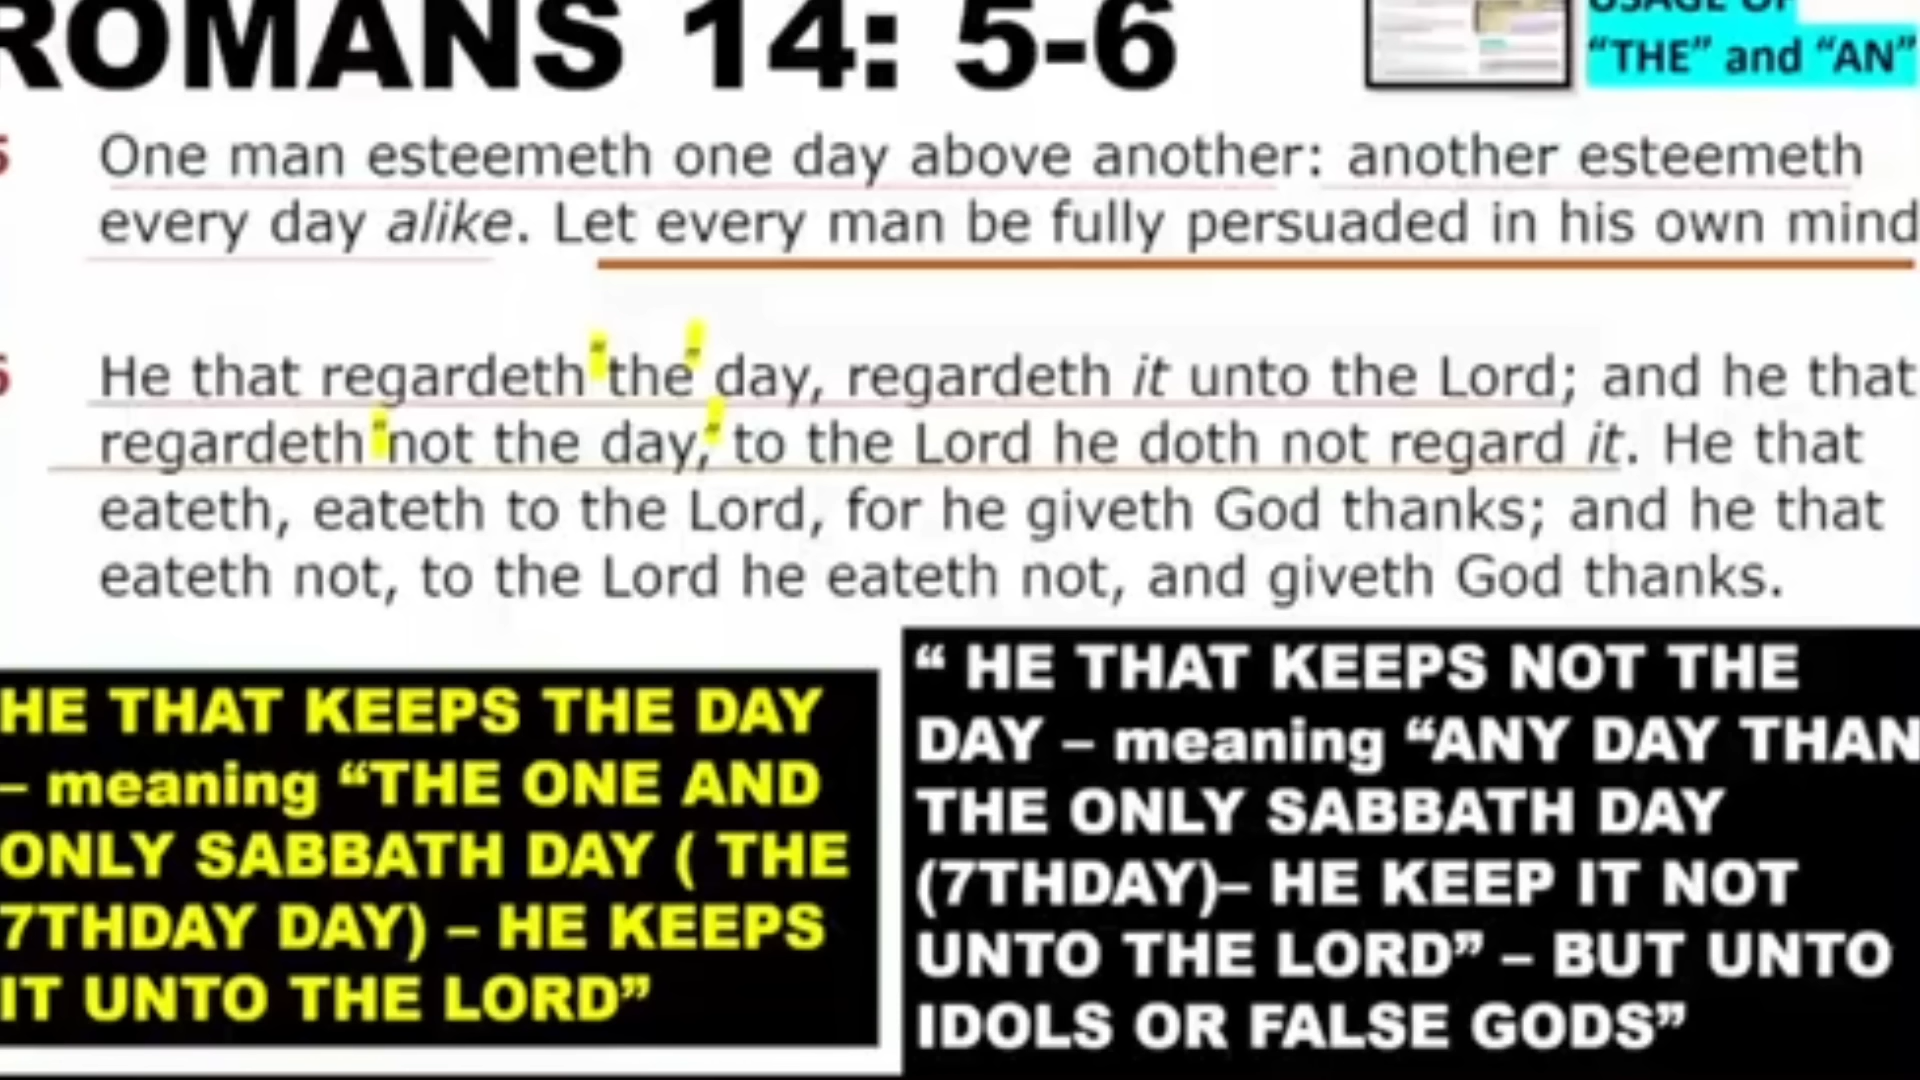 ROMANS 14: 5-6
USAGE OF
“THE” and “AN”
5 One man esteemeth one day above another: another esteemeth
every day alike. Let every man be fully persuaded in his own mind
6 He that regardeth “the” day, regardeth it unto the Lord; and he that
regardeth “not the day,” to the Lord he doth not regard it. He that
eateth, eateth to the Lord, for he giveth God thanks; and he that
eateth not, to the Lord he eateth not, and giveth God thanks.
HE THAT KEEPS THE DAY
– meaning “THE ONE AND
ONLY SABBATH DAY ( THE
7THDAY DAY) – HE KEEPS
IT UNTO THE LORD”
“ HE THAT KEEPS NOT THE
DAY – meaning “ANY DAY THAN
THE ONLY SABBATH DAY
(7THDAY)– HE KEEP IT NOT
UNTO THE LORD” – BUT UNTO
IDOLS OR FALSE GODS”